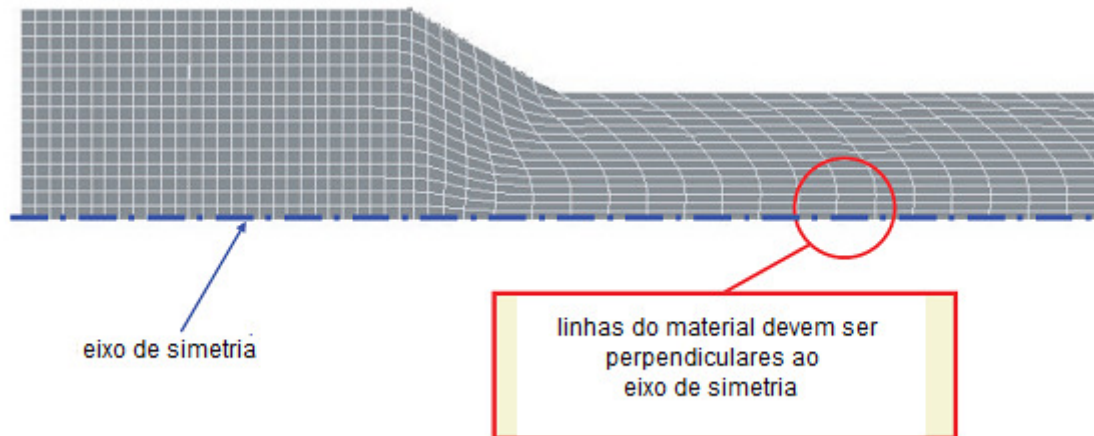 eixo de simetria
linhas do material devem ser
perpendiculares ao
eixo de simetria